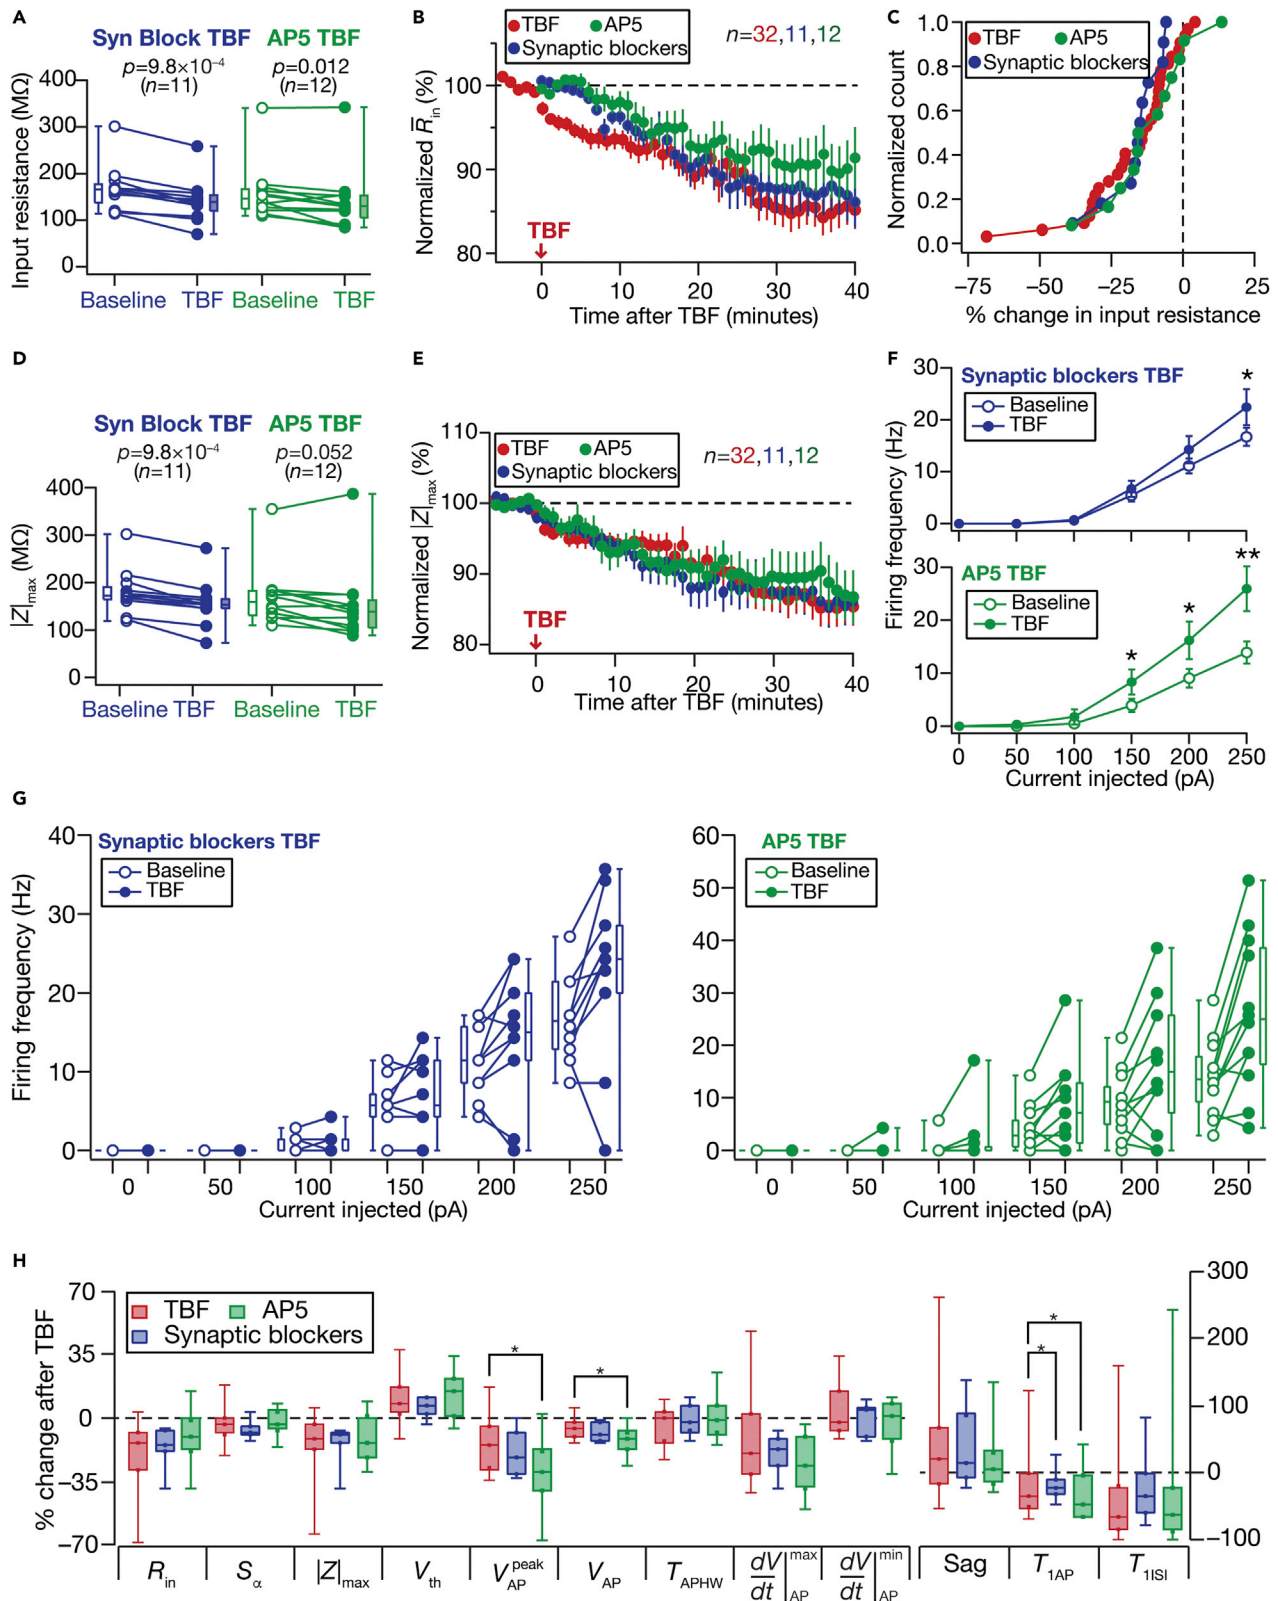 A
Syn Block TBF
AP5 TBF
p=9.8×10⁻⁴
(n=11)
p=0.012
(n=12)
Input resistance (MΩ)
400
300
200
100
0
Baseline
TBF
Baseline
TBF
B
TBF
AP5
Synaptic blockers
n=32,11,12
Normalized R̅in (%)
100
90
80
TBF
0
10
20
30
40
Time after TBF (minutes)
C
TBF
AP5
Synaptic blockers
Normalized count
1.0
0.8
0.6
0.4
0.2
0.0
−75
−50
−25
0
25
% change in input resistance
D
Syn Block TBF
AP5 TBF
p=9.8×10⁻⁴
(n=11)
p=0.052
(n=12)
|Z|max (MΩ)
400
300
200
100
0
Baseline
TBF
Baseline
TBF
E
TBF
AP5
Synaptic blockers
n=32,11,12
Normalized |Z|max (%)
110
100
90
80
TBF
0
10
20
30
40
Time after TBF (minutes)
F
Synaptic blockers TBF
Baseline
TBF
*
30
20
10
0
Firing frequency (Hz)
AP5 TBF
Baseline
TBF
*
*
**
30
20
10
0
0
50
100
150
200
250
Current injected (pA)
G
Synaptic blockers TBF
Baseline
TBF
Firing frequency (Hz)
40
30
20
10
0
0
50
100
150
200
250
Current injected (pA)
AP5 TBF
Baseline
TBF
60
50
40
30
20
10
0
0
50
100
150
200
250
Current injected (pA)
H
TBF
AP5
Synaptic blockers
% change after TBF
70
35
0
−35
−70
*
*
*
*
300
200
100
0
−100
Rin
Sα
|Z|max
Vth
VAP peak
VAP
TAPHW
dV/dt |AP max
dV/dt |AP min
Sag
T1AP
T1ISI